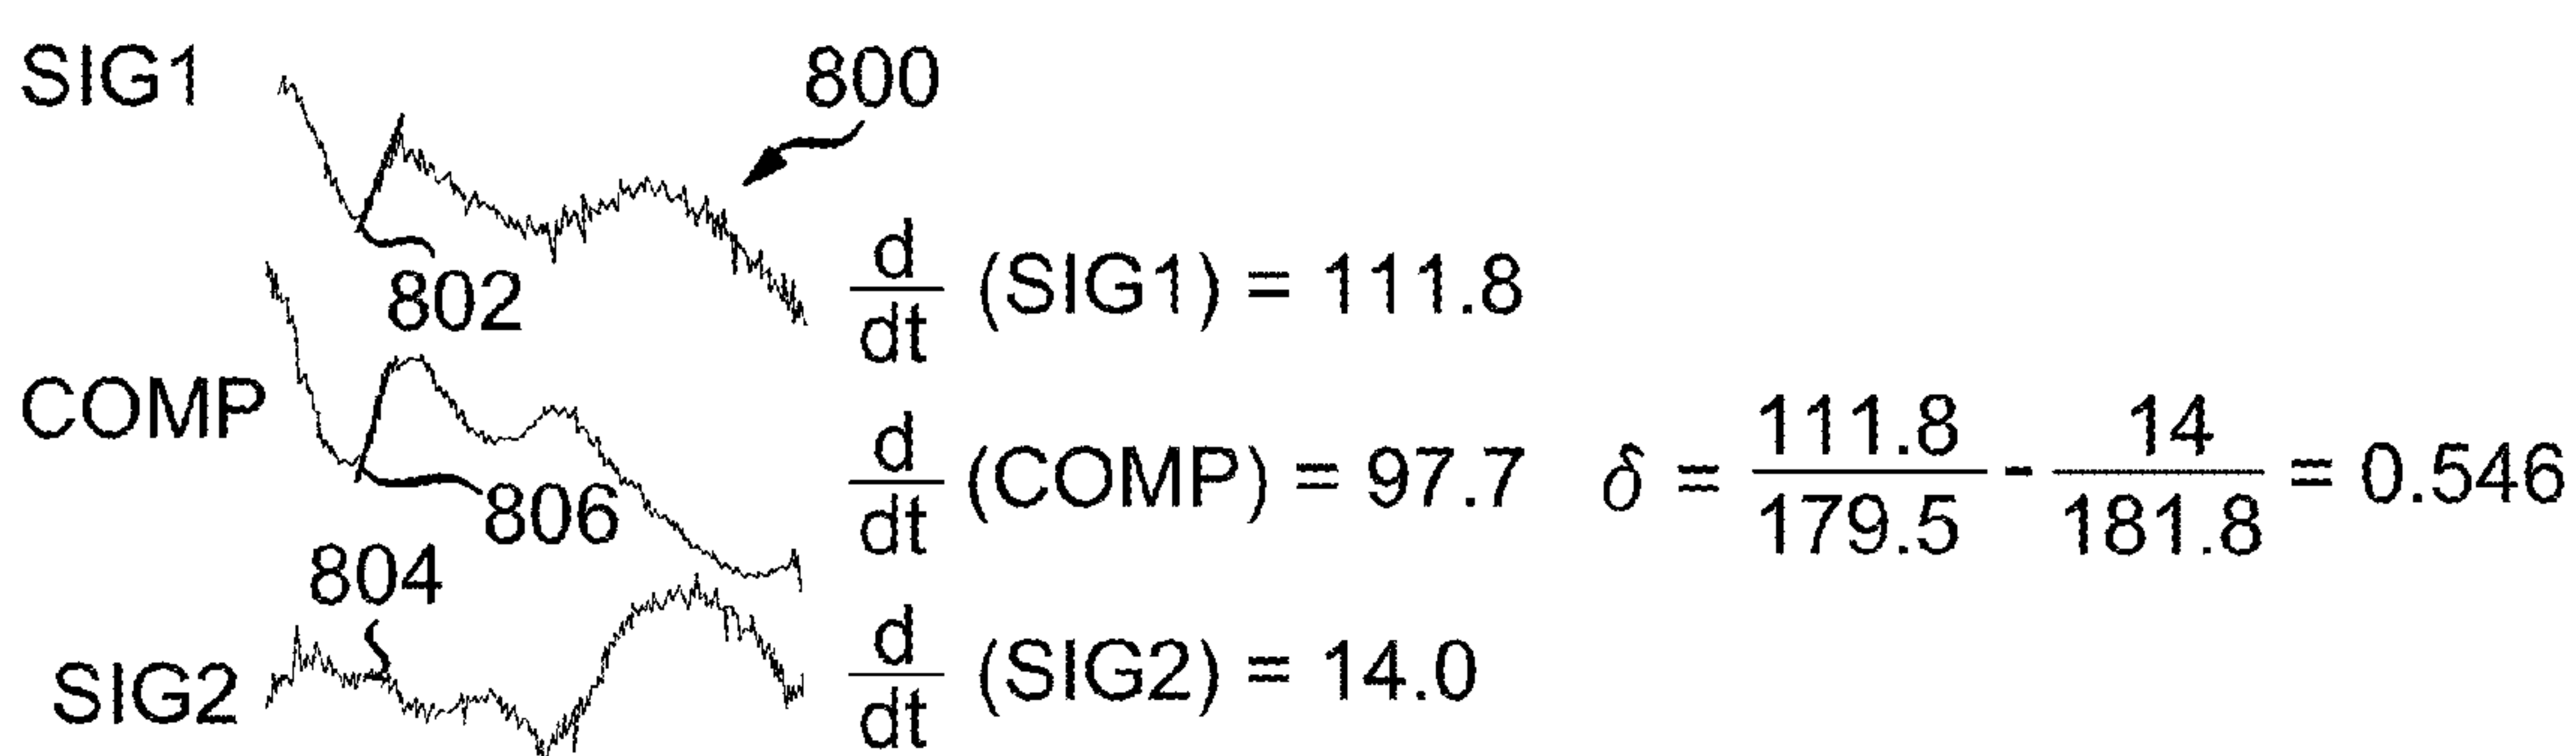 SIG1
800
802
d/dt (SIG1) = 111.8
COMP
806
d/dt (COMP) = 97.7 δ = 111.8/179.5 - 14/181.8 = 0.546
804
SIG2
d/dt (SIG2) = 14.0